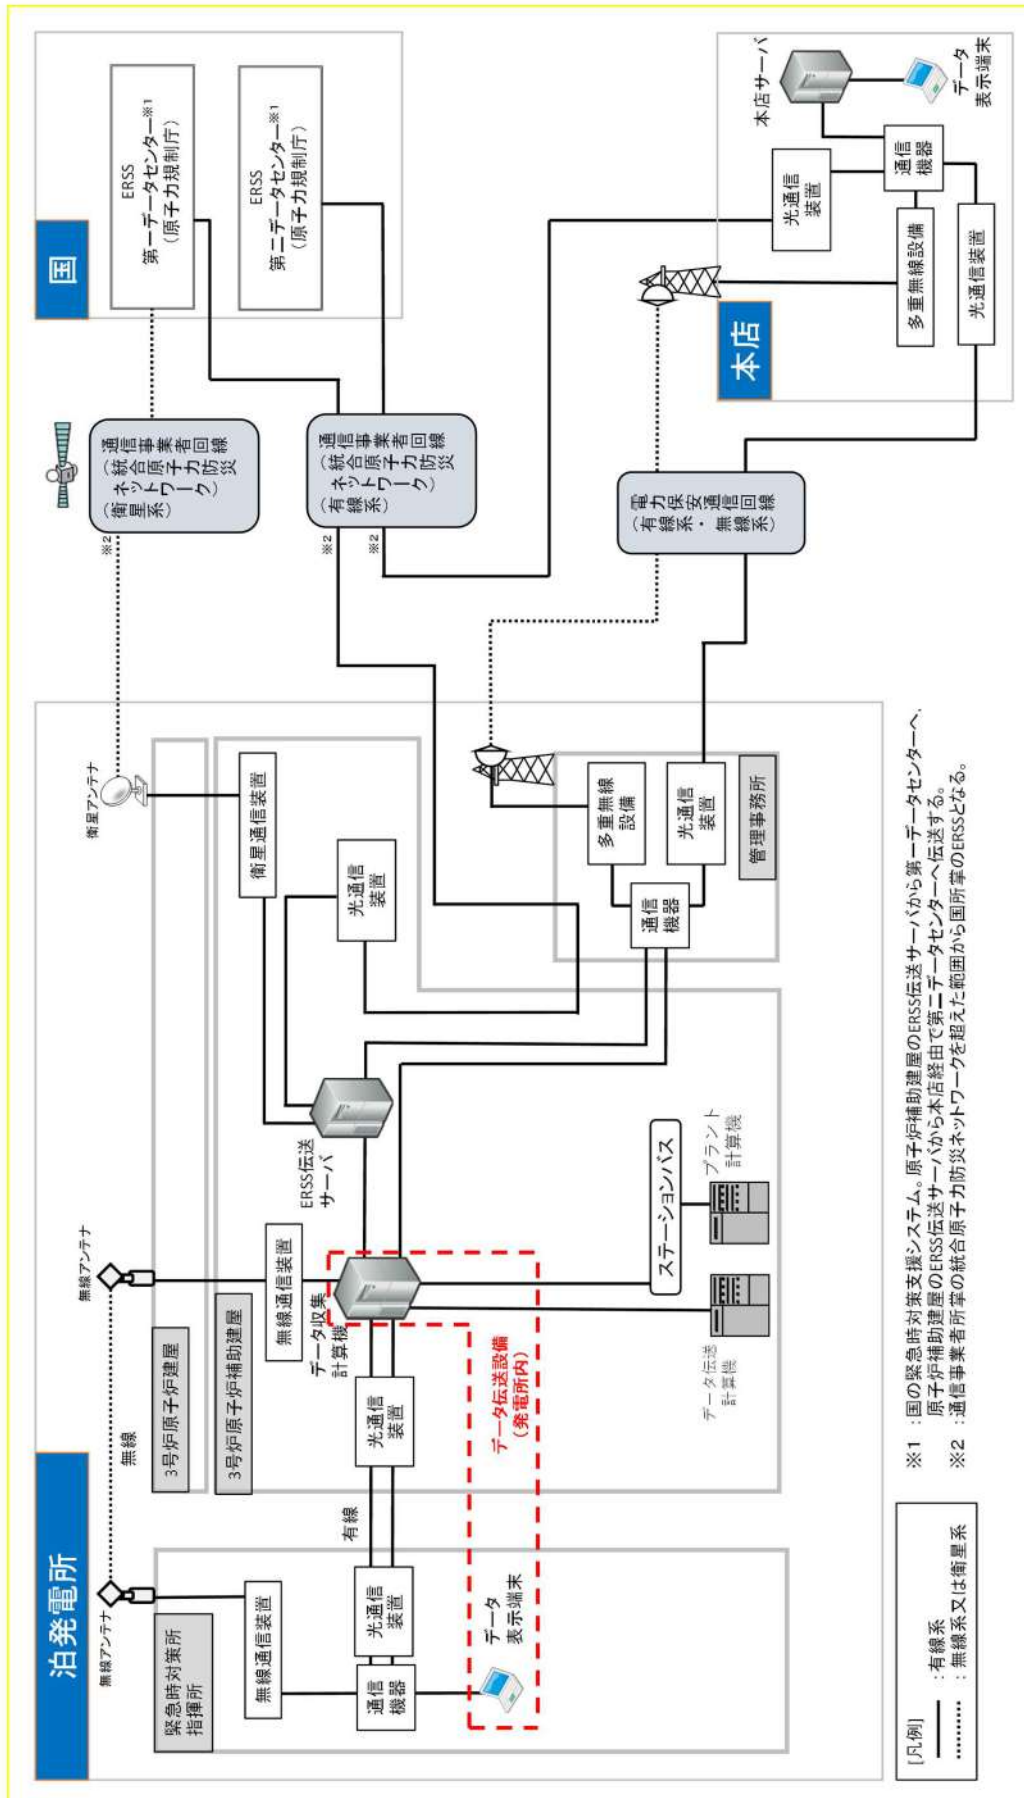 泊発電所
緊急時対策所
指揮所
無線アンテナ
無線
無線アンテナ
衛星アンテナ
3号炉原子炉建屋
3号炉原子炉補助建屋
無線通信装置
通信
機器
光通信
装置
データ
表示端末
有線
光通信
装置
無線通信装置
データ収集
計算機
データ伝送設備
(発電所内)
ERSS伝送
サーバ
衛星通信装置
光通信
装置
ステーションバス
データ伝送
計算機
プラント
計算機
通信
機器
多重無線
設備
光通信
装置
管理事務所
※2
通信事業者回線
(統合原子力防災
ネットワーク)
(衛星系)
※2
※2
通信事業者回線
(統合原子力防災
ネットワーク)
(有線系)
電力保安通信回線
(有線系・無線系)
国
ERSS
第一データセンター※1
(原子力規制庁)
ERSS
第二データセンター※1
(原子力規制庁)
本店
光通信
装置
多重無線設備
光通信装置
通信
機器
本店サーバ
データ
表示端末
[凡例]
:有線系
:無線系又は衛星系
※1 :国の緊急時対策支援システム。原子炉補助建屋のERSS伝送サーバから第一データセンターへ、
原子炉補助建屋のERSS伝送サーバから本店経由で第二データセンターへ伝送する。
※2 :通信事業者所掌の統合原子力防災ネットワークを超えた範囲から国所掌のERSSとなる。